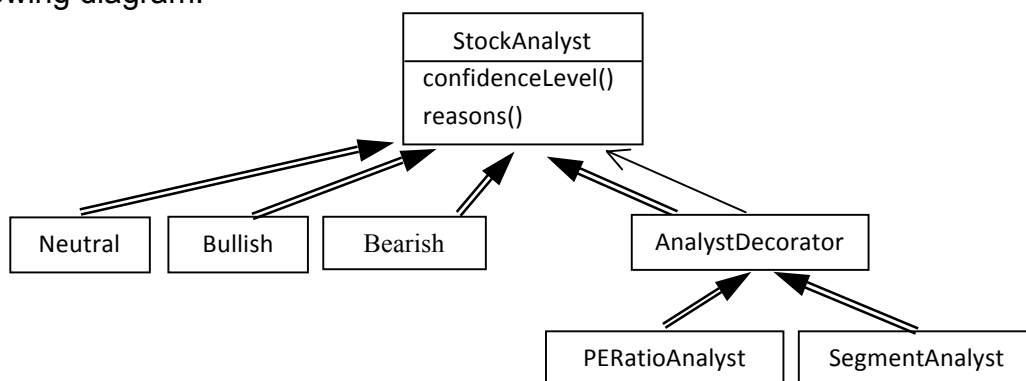 owing diagram.
StockAnalyst
confidenceLevel()
reasons()
Neutral
Bullish
Bearish
AnalystDecorator
PERatioAnalyst
SegmentAnalyst